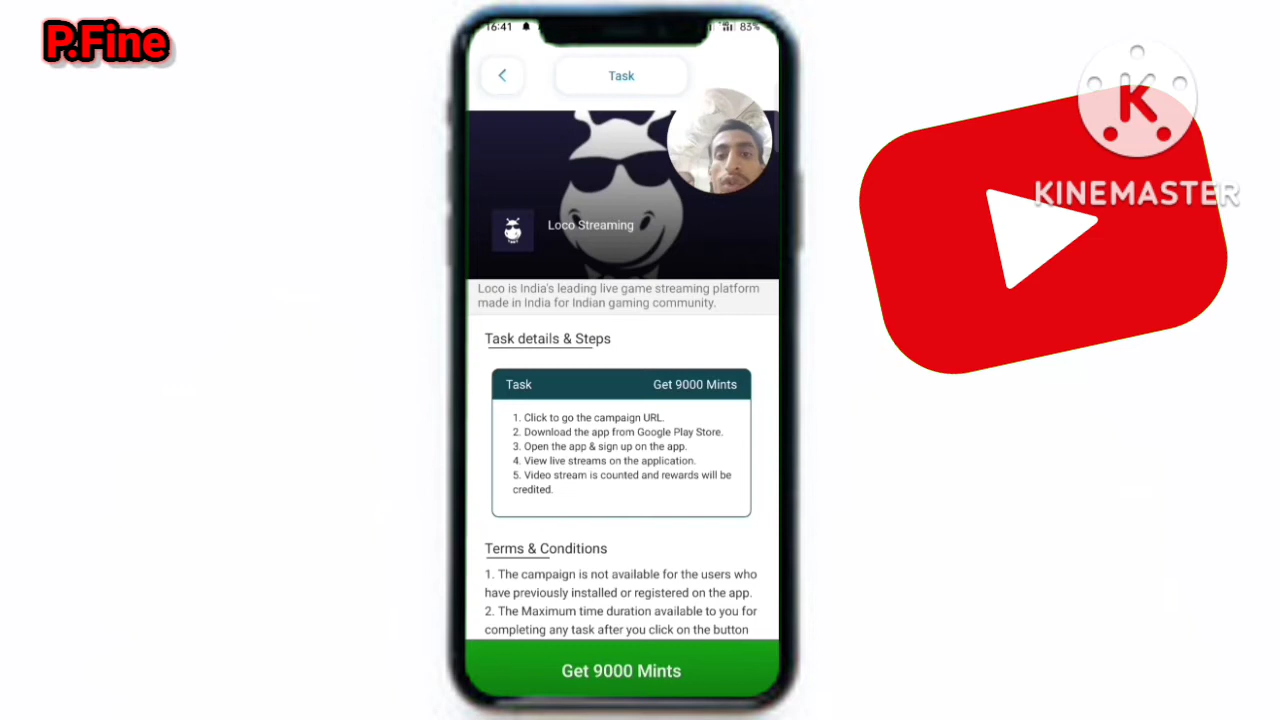 P.Fine
16:41
83%
Task
Loco Streaming
Loco is India's leading live game streaming platform
made in India for Indian gaming community.
Task details & Steps
Task
Get 9000 Mints
1. Click to go the campaign URL.
2. Download the app from Google Play Store.
3. Open the app & sign up on the app.
4. View live streams on the application.
5. Video stream is counted and rewards will be
credited.
Terms & Conditions
1. The campaign is not available for the users who
have previously installed or registered on the app.
2. The Maximum time duration available to you for
completing any task after you click on the button
Get 9000 Mints
K
KINEMASTER